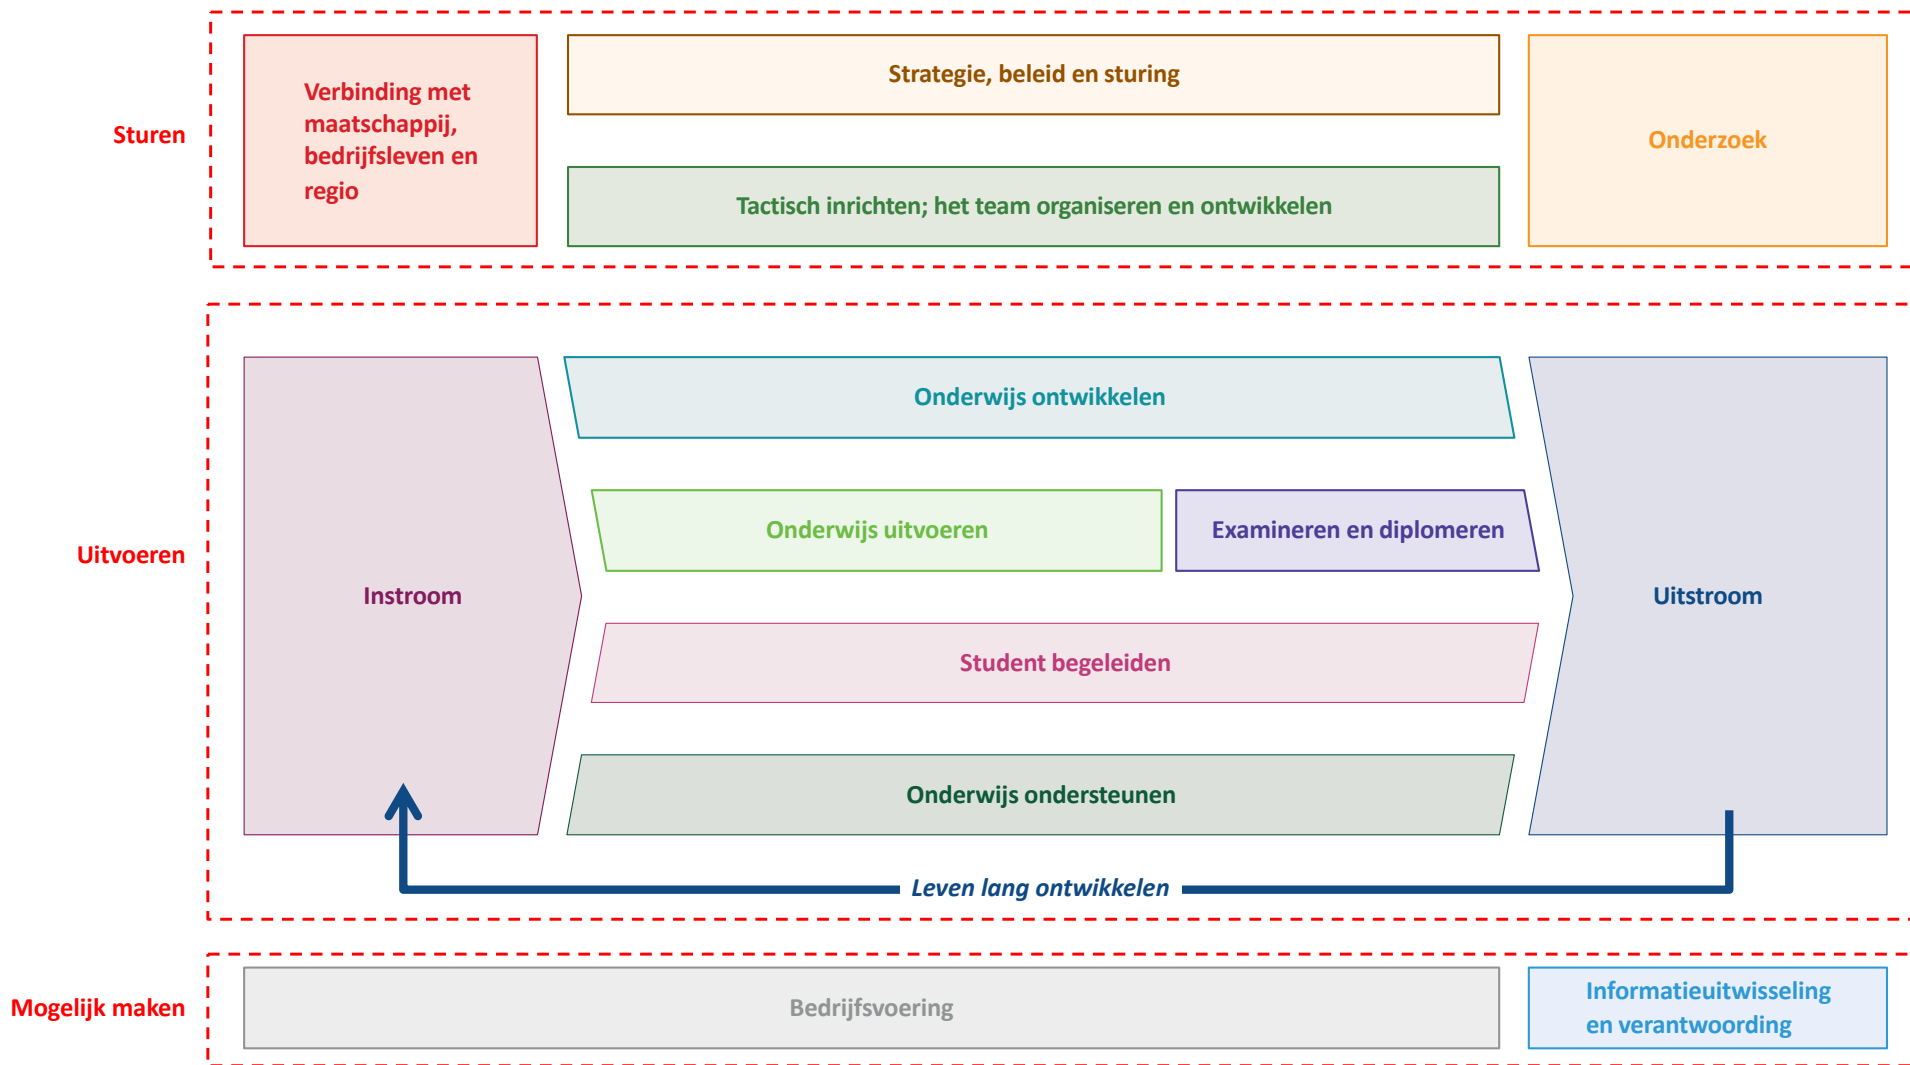 Sturen
Verbinding met
maatschappij,
bedrijfsleven en
regio
Strategie, beleid en sturing
Tactisch inrichten; het team organiseren en ontwikkelen
Onderzoek
Uitvoeren
Instroom
Onderwijs ontwikkelen
Onderwijs uitvoeren
Examineren en diplomeren
Student begeleiden
Onderwijs ondersteunen
Uitstroom
Leven lang ontwikkelen
Mogelijk maken
Bedrijfsvoering
Informatieuitwisseling
en verantwoording